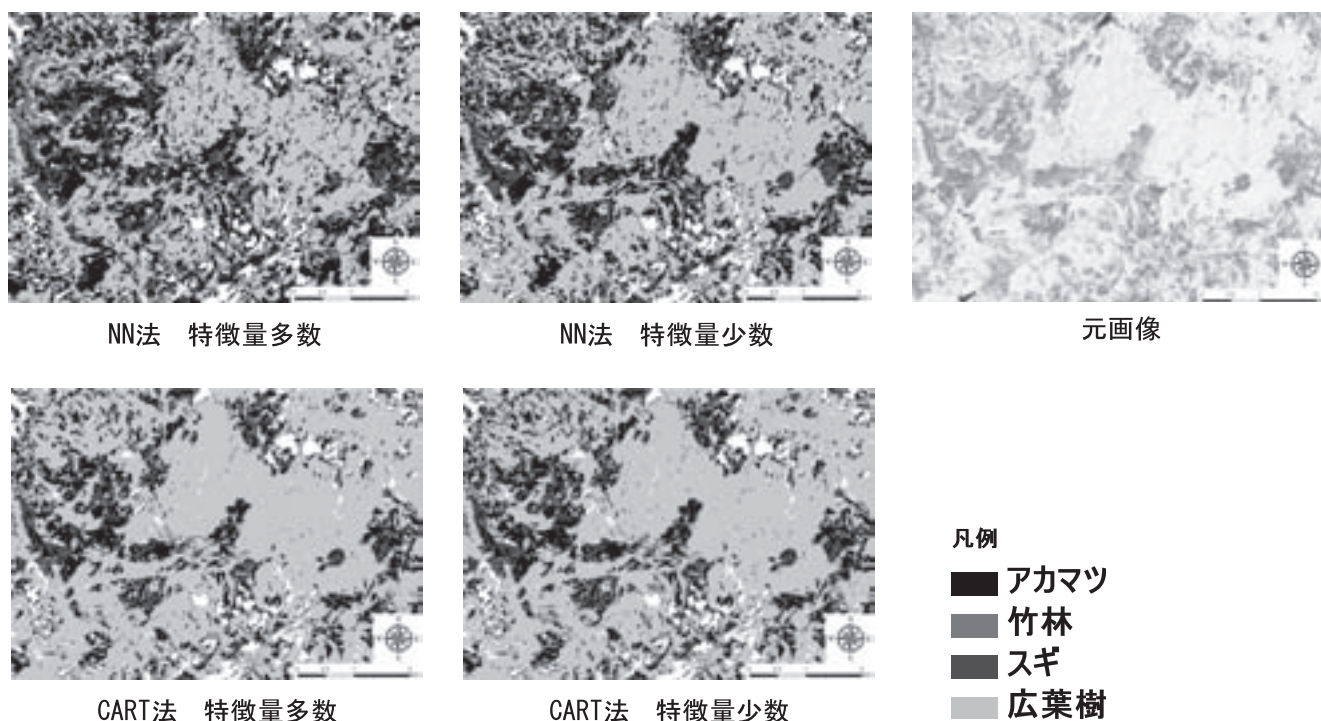 NN法 特徴量多数
NN法 特徴量少数
元画像
CART法 特徴量多数
CART法 特徴量少数
凡例
アカマツ
竹林
スギ
広葉樹